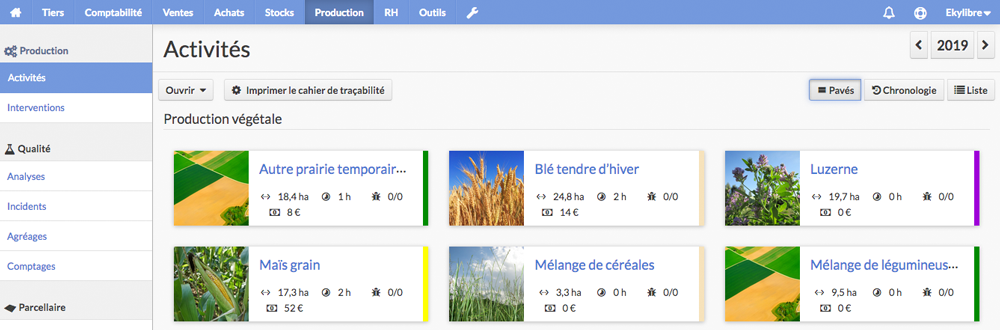 Tiers Comptabilité Ventes Achats Stocks Production RH Outils Ekylibre
Production
Activités
Interventions
Qualité
Analyses
Incidents
Agréages
Comptages
Parcellaire
Activités
2019
Ouvrir Imprimer le cahier de traçabilité Pavés Chronologie Liste
Production végétale
Autre prairie temporair...
18,4 ha 1 h 0/0
8 €
Blé tendre d'hiver
24,8 ha 2 h 0/0
14 €
Luzerne
19,7 ha 0 h 0/0
0 €
Maïs grain
17,3 ha 2 h 0/0
52 €
Mélange de céréales
3,3 ha 0 h 0/0
0 €
Mélange de légumineus...
9,5 ha 0 h 0/0
0 €